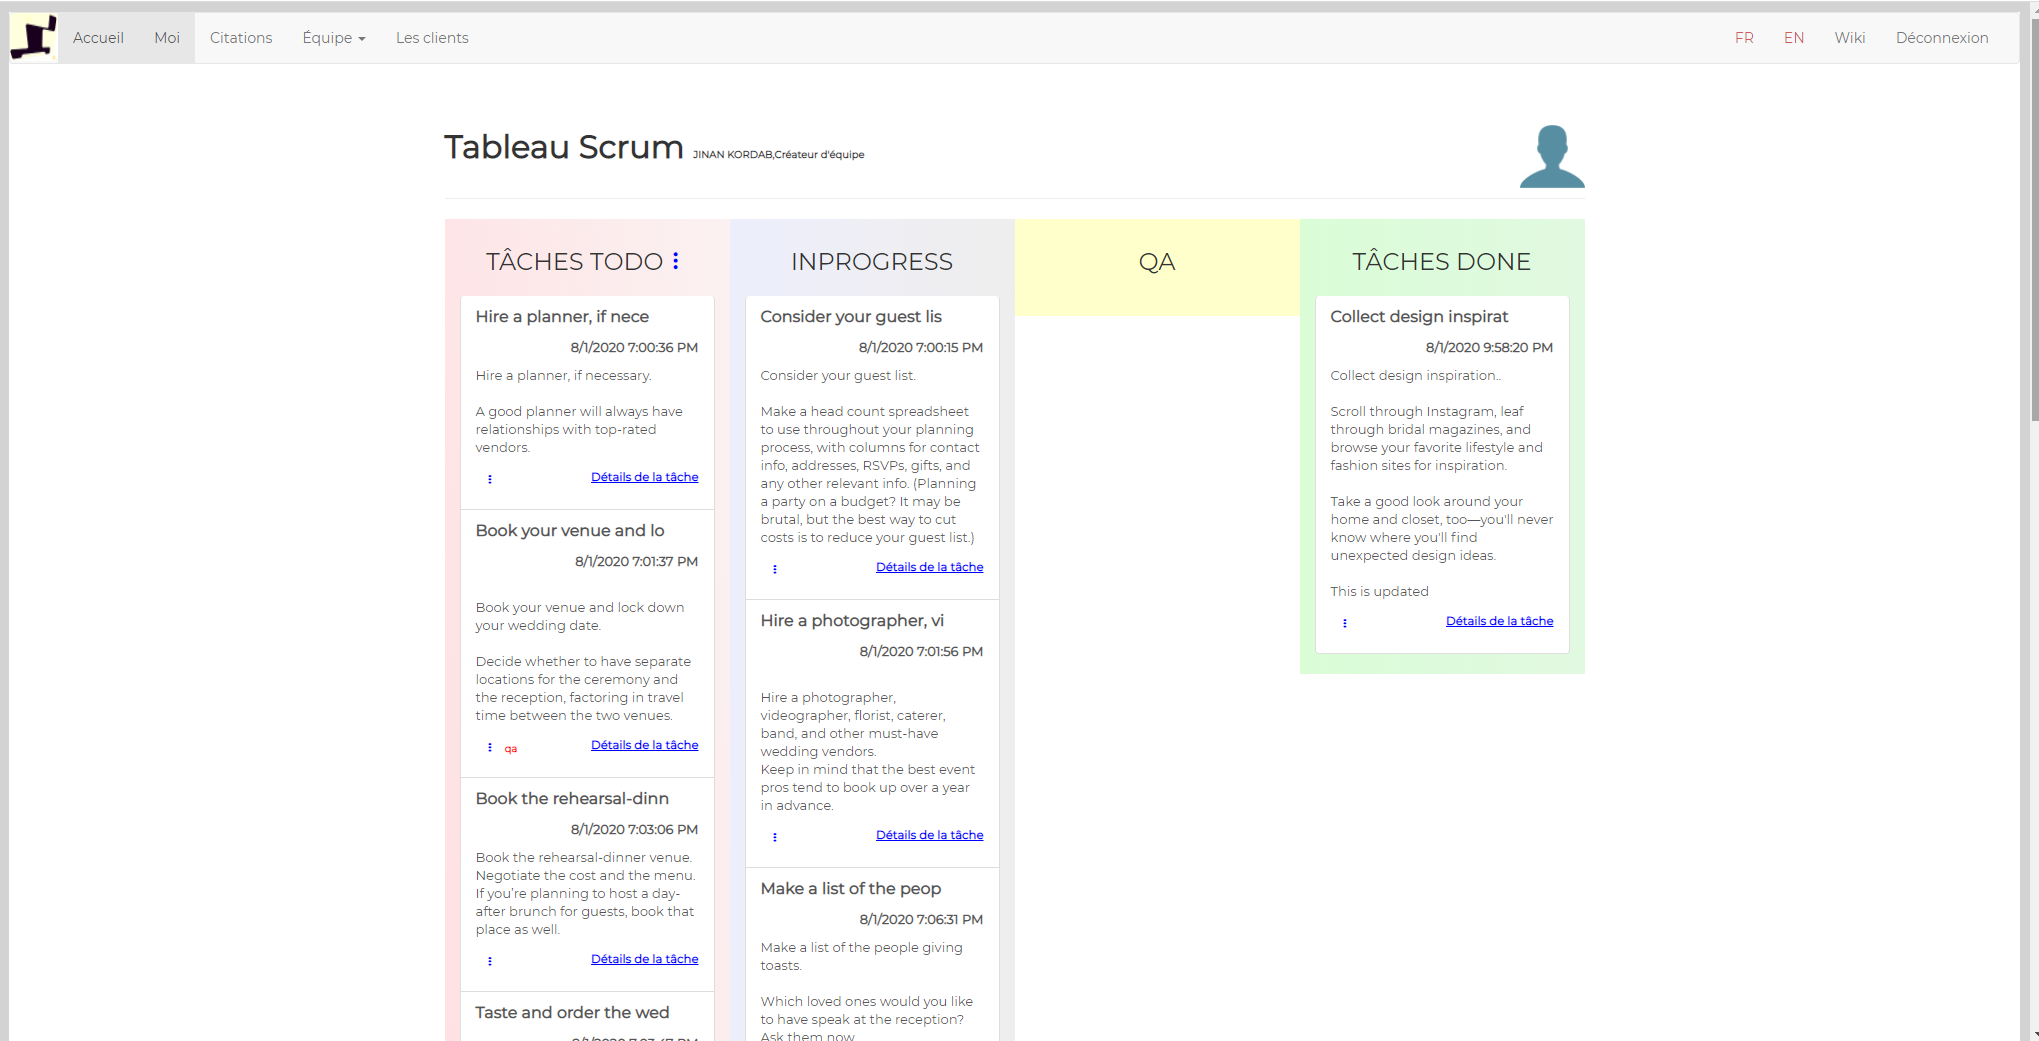 Accueil Moi Citations Équipe Les clients FR EN Wiki Déconnexion
Tableau Scrum JINAN KORDAB,Créateur d'équipe
TÂCHES TODO
Hire a planner, if nece
8/1/2020 7:00:36 PM
Hire a planner, if necessary.
A good planner will always have
relationships with top-rated
vendors.
Détails de la tâche
Book your venue and lo
8/1/2020 7:01:37 PM
Book your venue and lock down
your wedding date.
Decide whether to have separate
locations for the ceremony and
the reception, factoring in travel
time between the two venues.
qa Détails de la tâche
Book the rehearsal-dinn
8/1/2020 7:03:06 PM
Book the rehearsal-dinner venue.
Negotiate the cost and the menu.
If you’re planning to host a day-
after brunch for guests, book that
place as well.
Détails de la tâche
Taste and order the wed
INPROGRESS
Consider your guest lis
8/1/2020 7:00:15 PM
Consider your guest list.
Make a head count spreadsheet
to use throughout your planning
process, with columns for contact
info, addresses, RSVPs, gifts, and
any other relevant info. (Planning
a party on a budget? It may be
brutal, but the best way to cut
costs is to reduce your guest list.)
Détails de la tâche
Hire a photographer, vi
8/1/2020 7:01:56 PM
Hire a photographer,
videographer, florist, caterer,
band, and other must-have
wedding vendors.
Keep in mind that the best event
pros tend to book up over a year
in advance.
Détails de la tâche
Make a list of the peop
8/1/2020 7:06:31 PM
Make a list of the people giving
toasts.
Which loved ones would you like
to have speak at the reception?
Ask them now
QA
TÂCHES DONE
Collect design inspirat
8/1/2020 9:58:20 PM
Collect design inspiration..
Scroll through Instagram, leaf
through bridal magazines, and
browse your favorite lifestyle and
fashion sites for inspiration.
Take a good look around your
home and closet, too—you'll never
know where you'll find
unexpected design ideas.
This is updated
Détails de la tâche